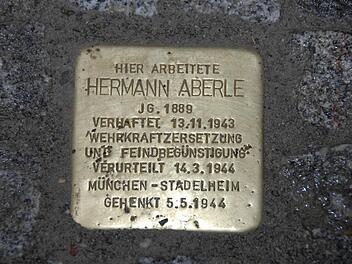 HIER ARBEITETE
HERMANN ABERLE
JG. 1889
VERHAFTET 13.11.1943
"WEHRKRAFTZERSETZUNG
UND FEINDBEGÜNSTIGUNG"
VERURTEILT 14.3.1944
MÜNCHEN-STADELHEIM
GEHENKT 5.5.1944